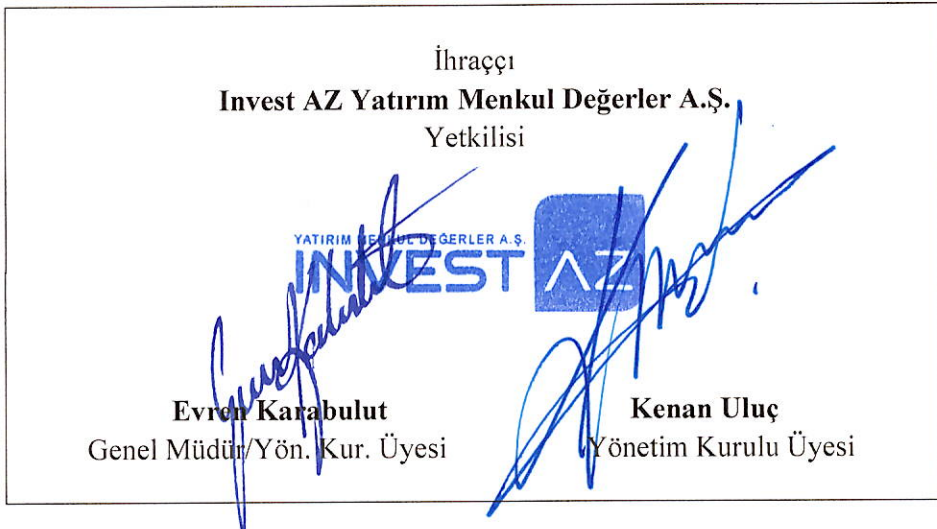 İhraççı
Invest AZ Yatırım Menkul Değerler A.Ş.
Yetkilisi
YATIRIM MENKUL DEĞERLER A.Ş.
INVEST AZ
Evren Karabulut
Kenan Uluç
Genel Müdür/Yön. Kur. Üyesi
Yönetim Kurulu Üyesi